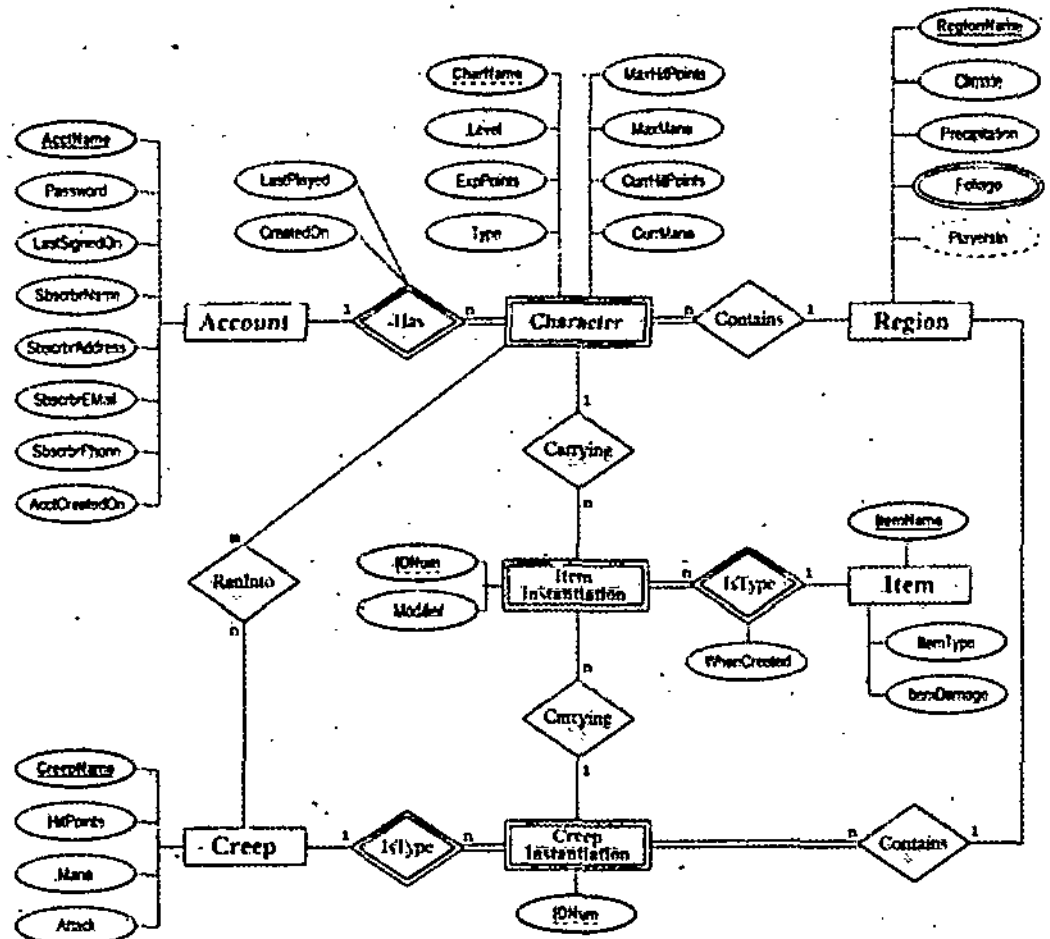 AcctName
Password
LastSignedOn
SbscrbrName
SbscrbrAddress
SbscrbrEMail
SbscrbrPhone
AcctCreatedOn
Account
LastPlayed
CreatedOn
1
Has
n
CharName
Level
ExpPoints
Type
MaxHitPoints
MaxMana
CurrHitPoints
CurrMana
Character
n
Contains
1
RegionName
Climate
Precipitation
Foliage
PlayersIn
Region
1
Carrying
n
IDNum
Modifier
Item
Instantiation
n
IsType
1
WhenCreated
ItemName
Item
ItemType
ItemDamage
RanInto
n
n
Carrying
1
CreepName
HitPoints
Mana
Attack
Creep
1
IsType
n
Creep
Instantiation
IDNum
n
Contains
1